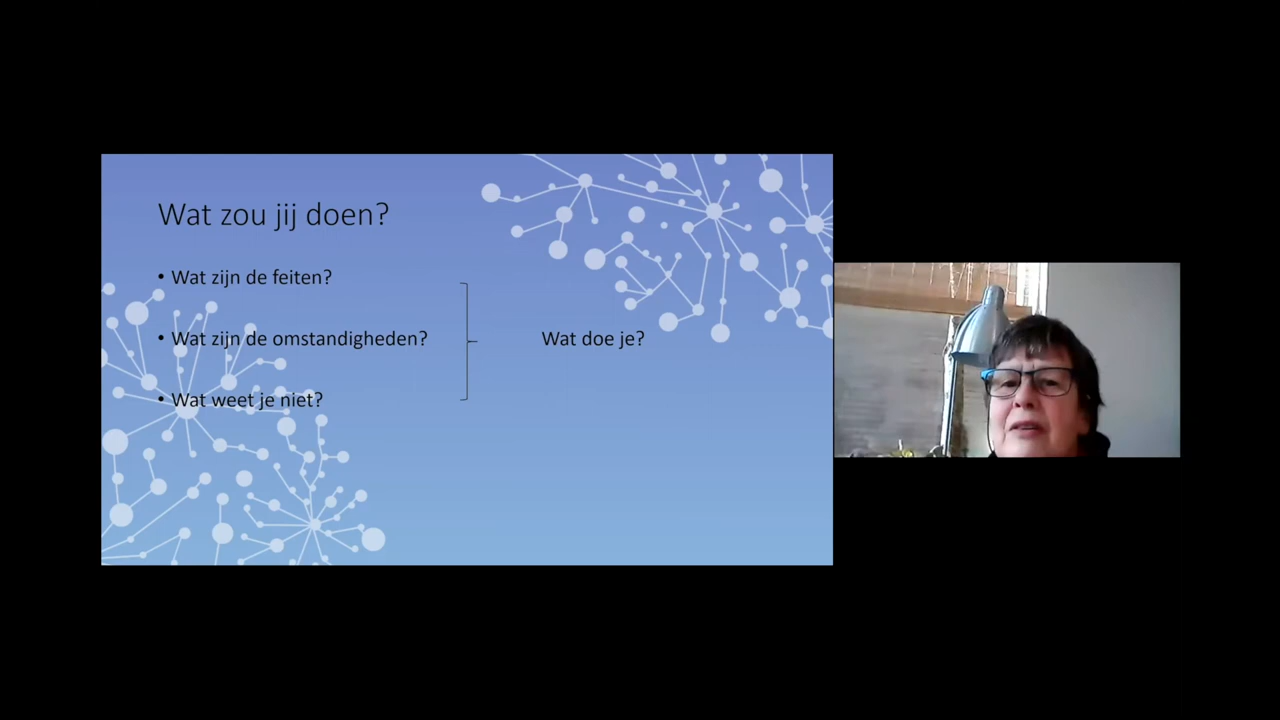 Wat zou jij doen?
• Wat zijn de feiten?
• Wat zijn de omstandigheden?
Wat doe je?
• Wat weet je niet?